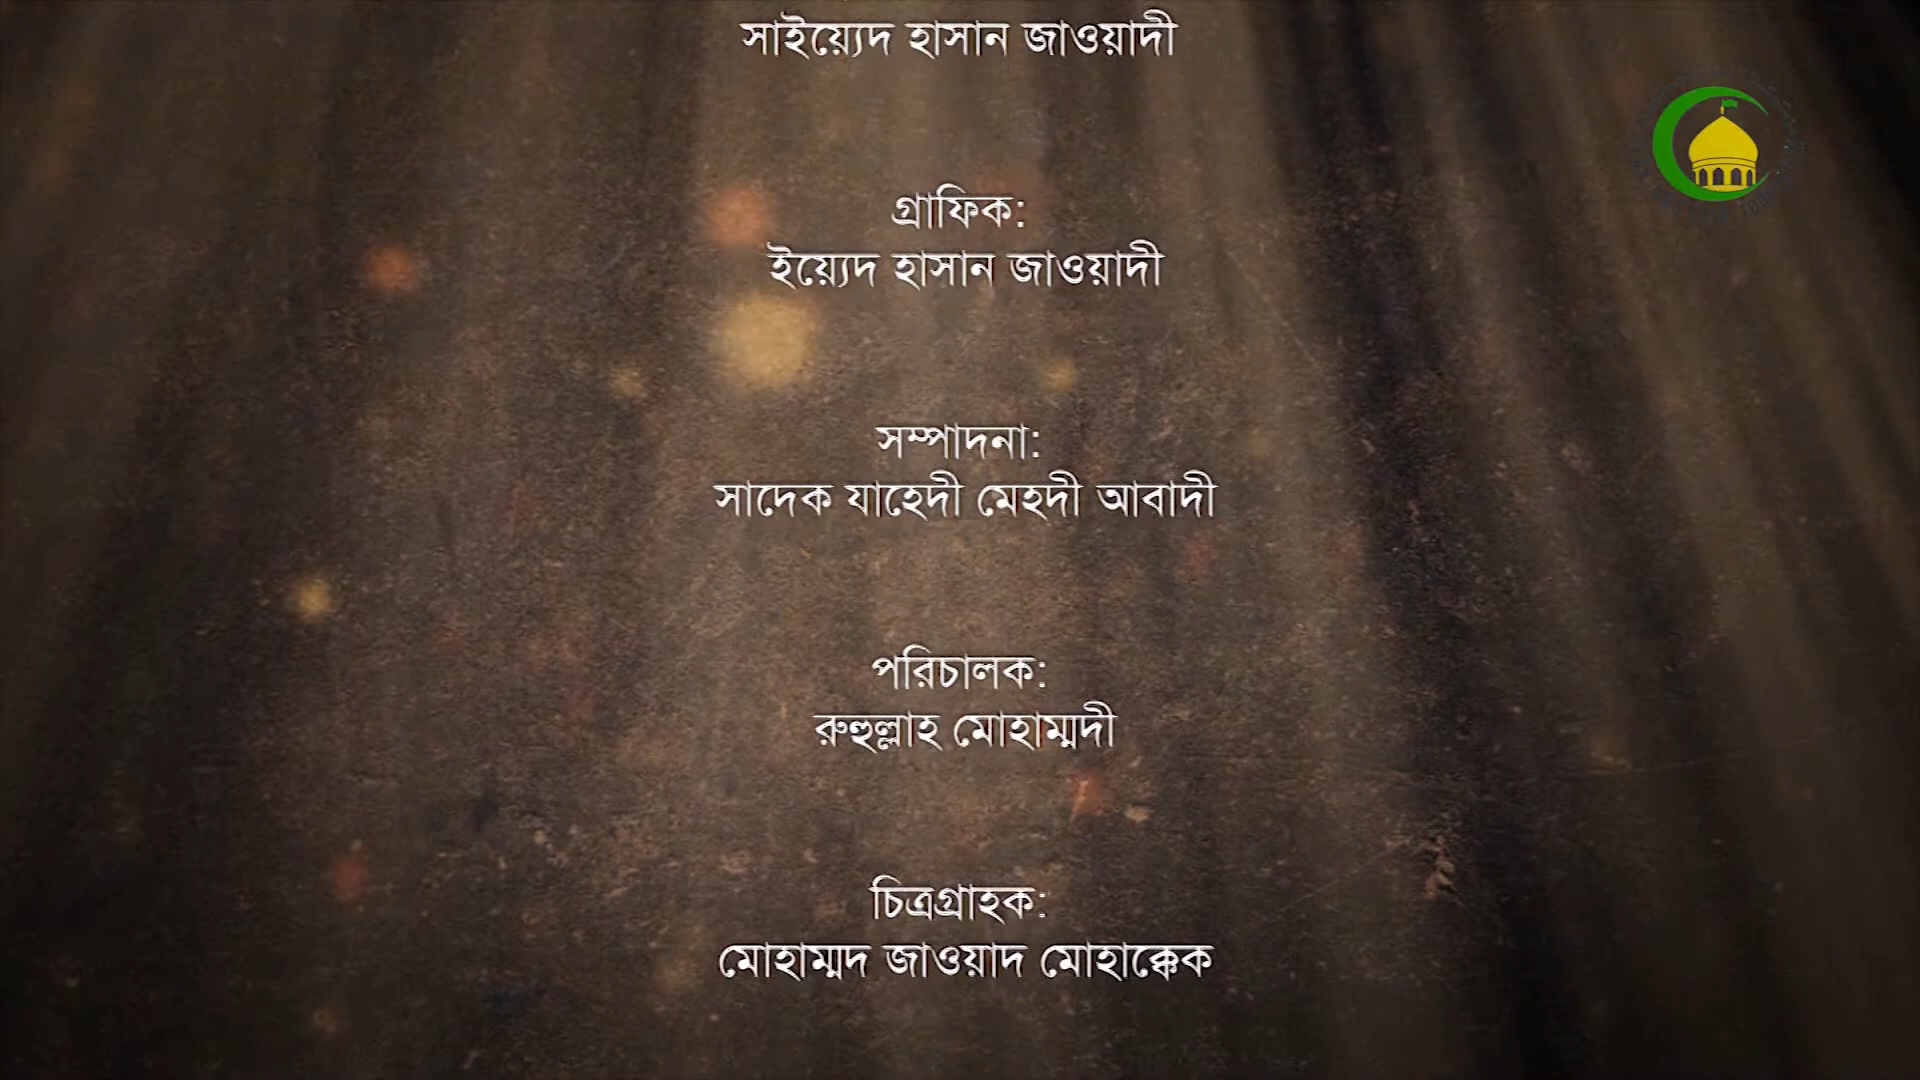 সাইয়্যেদ হাসান জাওয়াদী
গ্রাফিক:
ইয়্যেদ হাসান জাওয়াদী
সম্পাদনা:
সাদেক যাহেদী মেহদী আবাদী
পরিচালক:
রুহুল্লাহ মোহাম্মদী
চিত্রগ্রাহক:
মোহাম্মদ জাওয়াদ মোহাক্কেক